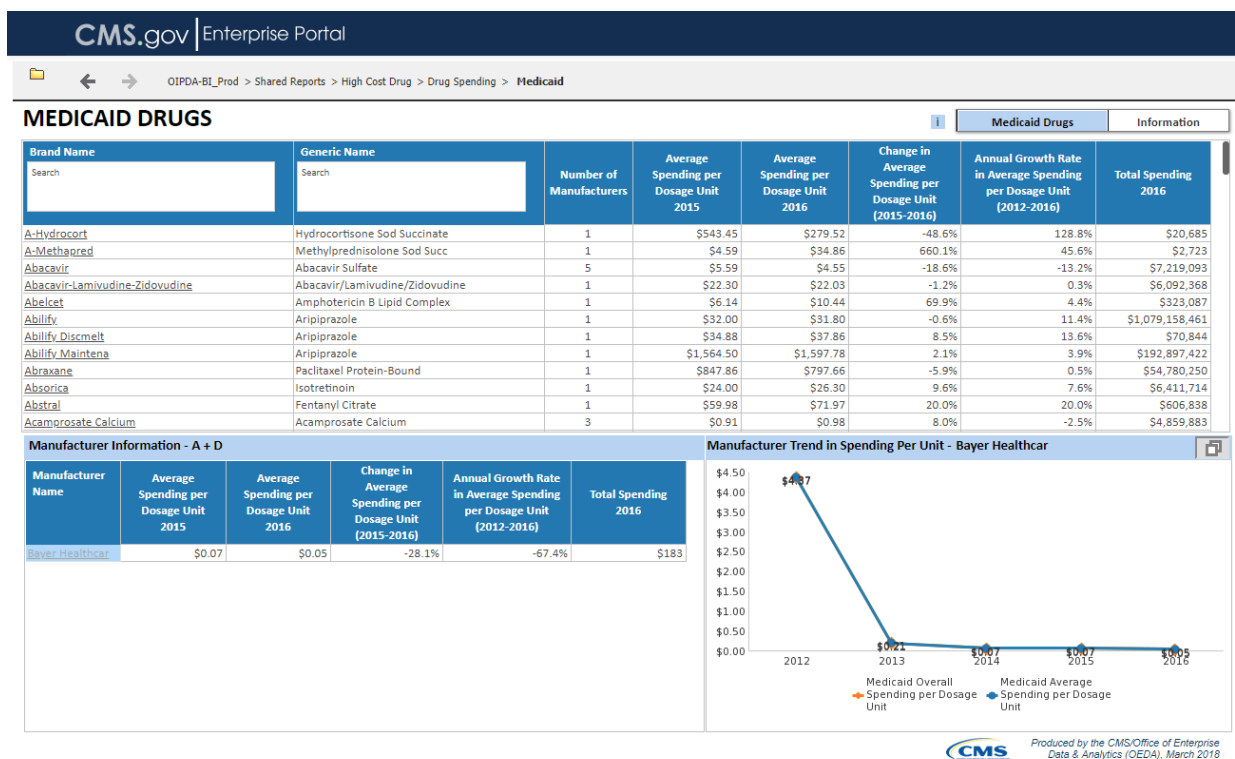 CMS.gov Enterprise Portal
OIPDA-BI_Prod > Shared Reports > High Cost Drug > Drug Spending > Medicaid
MEDICAID DRUGS
i Medicaid Drugs Information
Brand Name
Search
Generic Name
Search
Number of
Manufacturers
Average
Spending per
Dosage Unit
2015
Average
Spending per
Dosage Unit
2016
Change in
Average
Spending per
Dosage Unit
(2015-2016)
Annual Growth Rate
in Average Spending
per Dosage Unit
(2012-2016)
Total Spending
2016
A-Hydrocort Hydrocortisone Sod Succinate 1 $543.45 $279.52 -48.6% 128.8% $20,685
A-Methapred Methylprednisolone Sod Succ 1 $4.59 $34.86 660.1% 45.6% $2,723
Abacavir Abacavir Sulfate 5 $5.59 $4.55 -18.6% -13.2% $7,219,093
Abacavir-Lamivudine-Zidovudine Abacavir/Lamivudine/Zidovudine 1 $22.30 $22.03 -1.2% 0.3% $6,092,368
Abelcet Amphotericin B Lipid Complex 1 $6.14 $10.44 69.9% 4.4% $323,087
Abilify Aripiprazole 1 $32.00 $31.80 -0.6% 11.4% $1,079,158,461
Abilify Discmelt Aripiprazole 1 $34.88 $37.86 8.5% 13.6% $70,844
Abilify Maintena Aripiprazole 1 $1,564.50 $1,597.78 2.1% 3.9% $192,897,422
Abraxane Paclitaxel Protein-Bound 1 $847.86 $797.66 -5.9% 0.5% $54,780,250
Absorica Isotretinoin 1 $24.00 $26.30 9.6% 7.6% $6,411,714
Abstral Fentanyl Citrate 1 $59.98 $71.97 20.0% 20.0% $606,838
Acamprosate Calcium Acamprosate Calcium 3 $0.91 $0.98 8.0% -2.5% $4,859,883
Manufacturer Information - A + D
Manufacturer
Name
Average
Spending per
Dosage Unit
2015
Average
Spending per
Dosage Unit
2016
Change in
Average
Spending per
Dosage Unit
(2015-2016)
Annual Growth Rate
in Average Spending
per Dosage Unit
(2012-2016)
Total Spending
2016
Bayer Healthcar $0.07 $0.05 -28.1% -67.4% $183
Manufacturer Trend in Spending Per Unit - Bayer Healthcar
$4.50
$4.00
$3.50
$3.00
$2.50
$2.00
$1.50
$1.00
$0.50
$0.00
$4.37
$0.21
$0.07
$0.07
$0.05
2012 2013 2014 2015 2016
Medicaid Overall
Spending per Dosage
Unit
Medicaid Average
Spending per Dosage
Unit
CMS
Produced by the CMS/Office of Enterprise
Data & Analytics (OEDA), March 2018